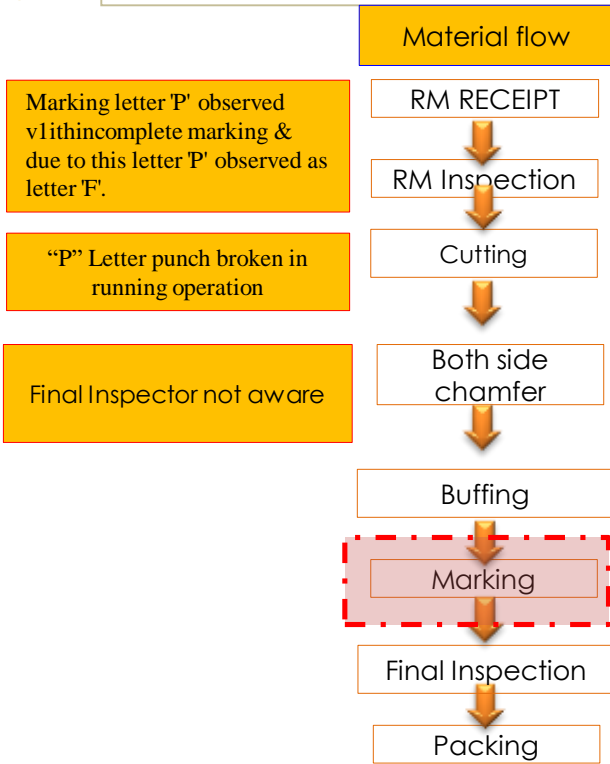 Material flow
Marking letter 'P' observed
v1ithincomplete marking &
due to this letter 'P' observed as
letter 'F'.
“P” Letter punch broken in
running operation
Final Inspector not aware
RM RECEIPT
RM Inspection
Cutting
Both side
chamfer
Buffing
Marking
Final Inspection
Packing